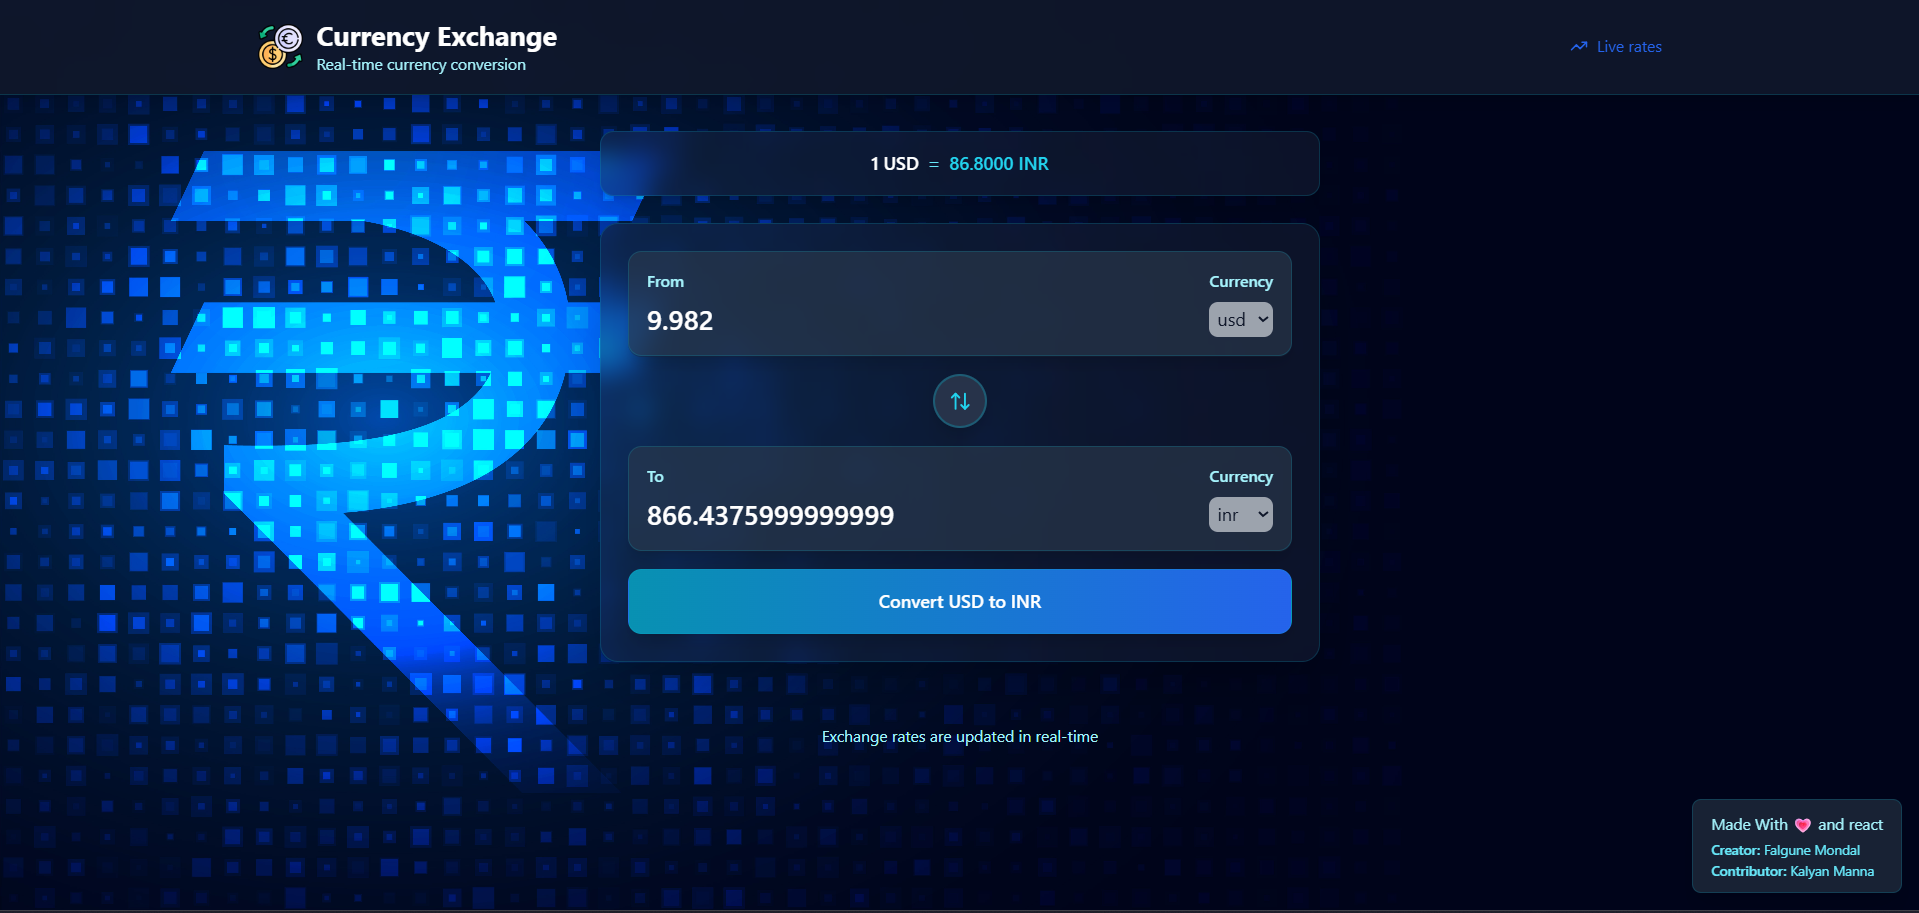 Currency Exchange
Real-time currency conversion
Live rates
1 USD = 86.8000 INR
From
Currency
9.982
usd
To
Currency
866.4375999999999
inr
Convert USD to INR
Exchange rates are updated in real-time
Made With 💗 and react
Creator: Falgune Mondal
Contributor: Kalyan Manna